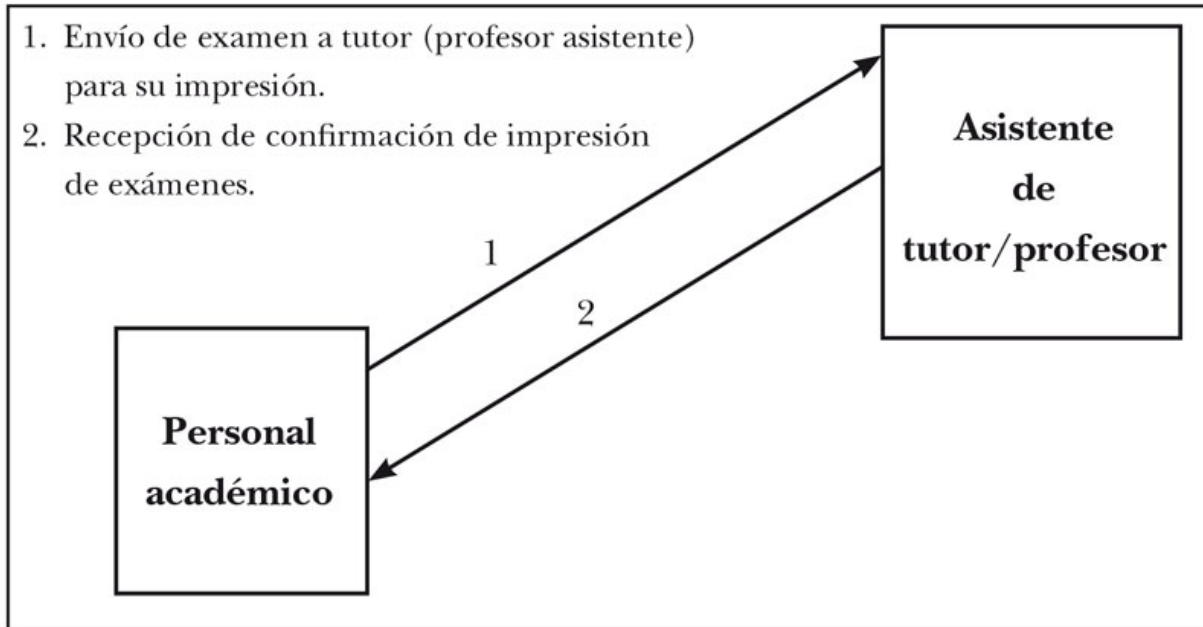 1. Envío de examen a tutor (profesor asistente)
para su impresión.
2. Recepción de confirmación de impresión
de exámenes.
Asistente
de
tutor/profesor
1
2
Personal
académico